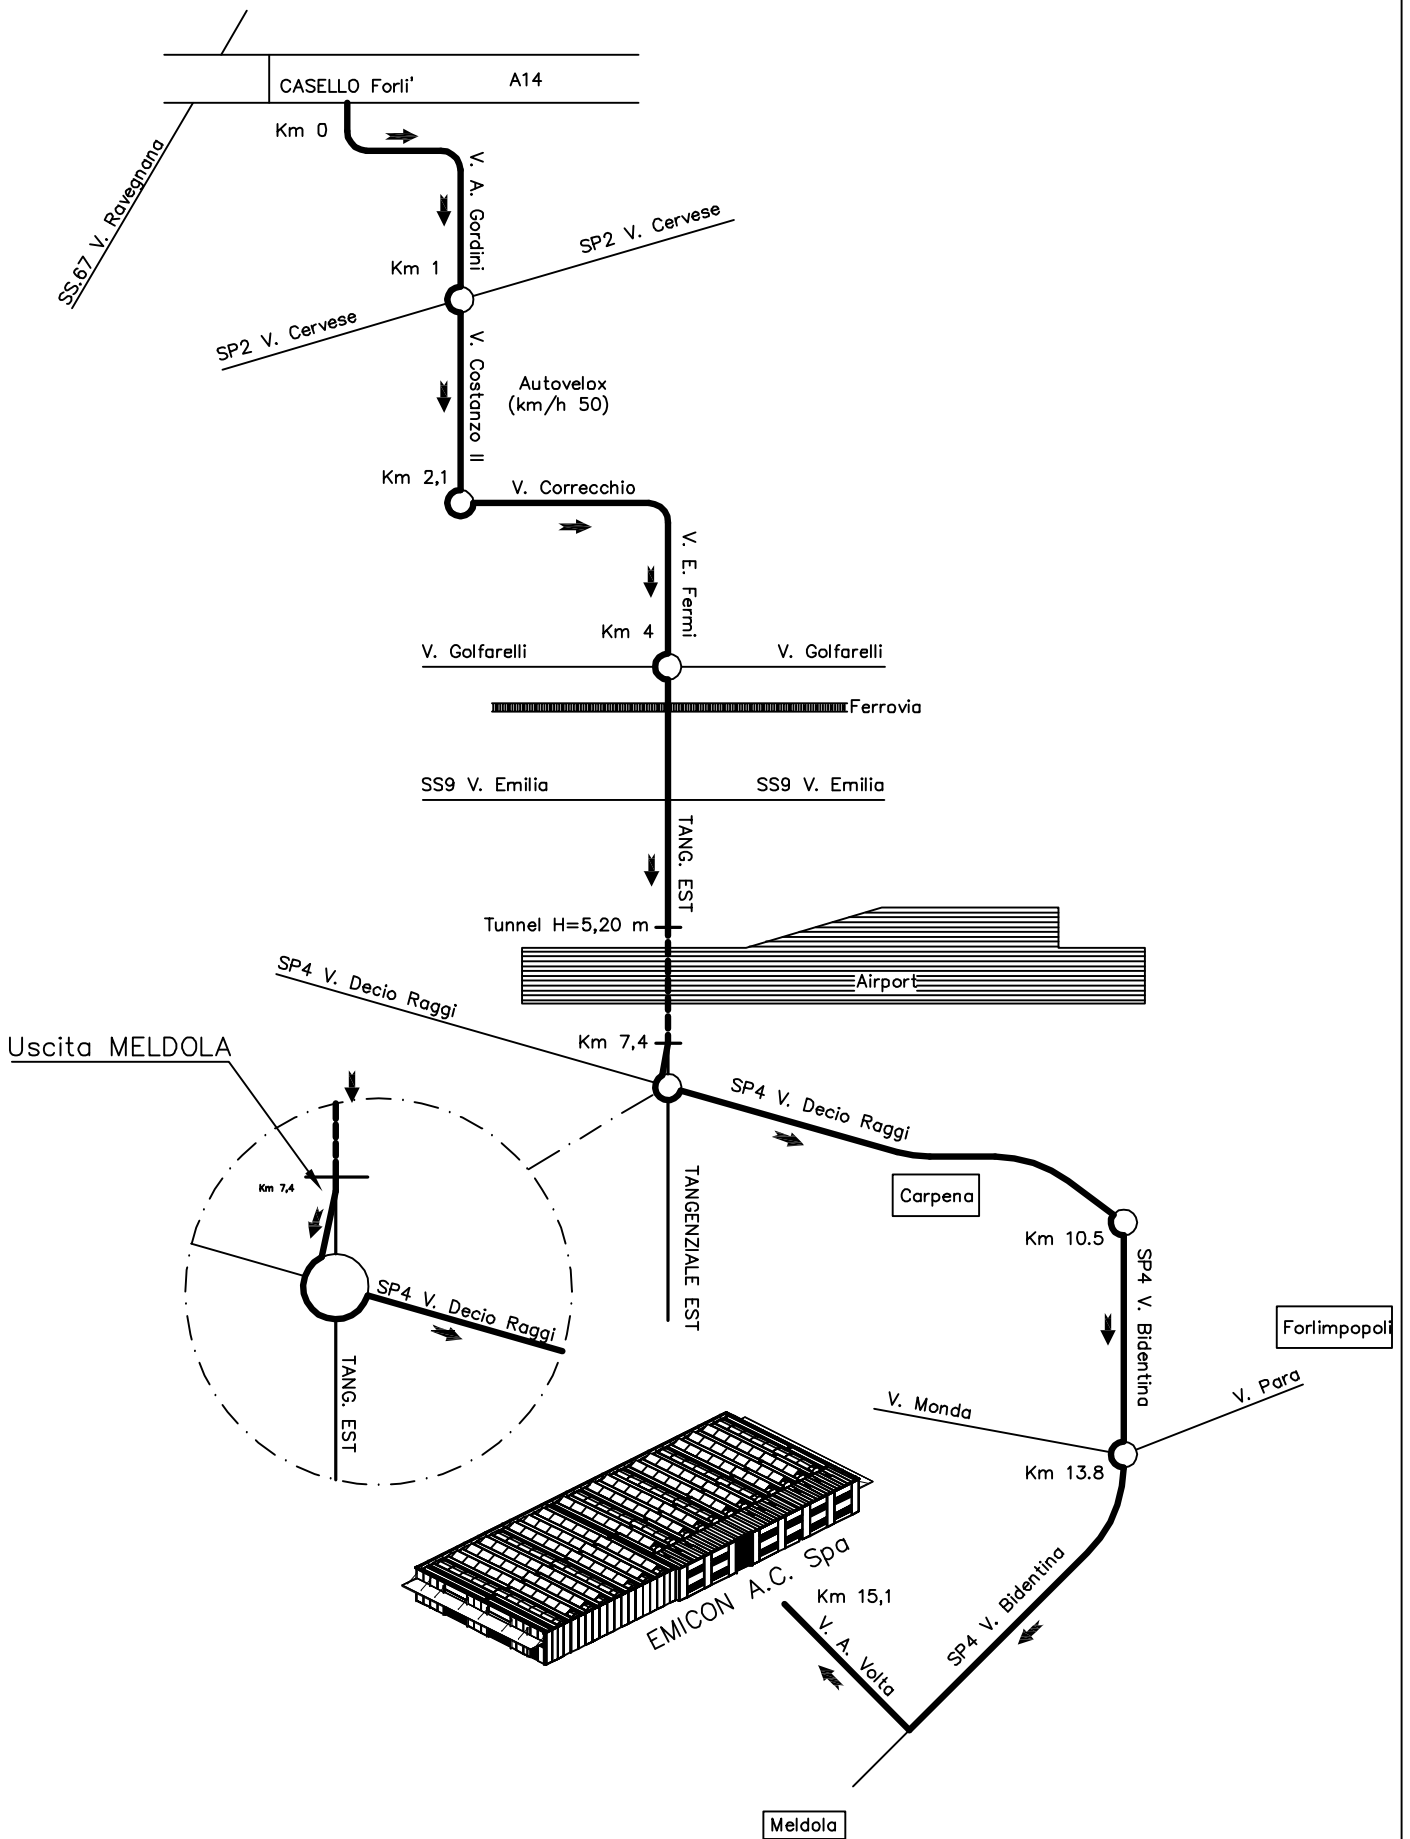 CASELLO Forli'
A14
Km 0
SS.67 V. Ravegnana
V. A. Gordini
SP2 V. Cervese
Km 1
SP2 V. Cervese
V. Costanzo II
Autovelox
(km/h 50)
Km 2,1
V. Correcchio
V. E. Fermi
Km 4
V. Golfarelli
V. Golfarelli
Ferrovia
SS9 V. Emilia
SS9 V. Emilia
TANG. EST
Tunnel H=5,20 m
SP4 V. Decio Raggi
Airport
Uscita MELDOLA
Km 7,4
SP4 V. Decio Raggi
Km 7,4
TANGENZIALE EST
Carpena
Km 10.5
SP4 V. Bidentina
SP4 V. Decio Raggi
TANG. EST
Forlimpopoli
V. Monda
V. Para
Km 13.8
EMICON A.C. Spa
Km 15,1
V. A. Volta
SP4 V. Bidentina
Meldola